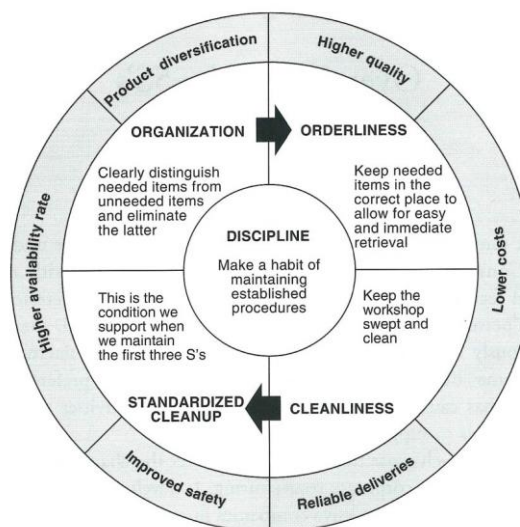 Product diversification
Higher quality
Lower costs
Reliable deliveries
Improved safety
Higher availability rate
ORGANIZATION
Clearly distinguish
needed items from
unneeded items
and eliminate
the latter
ORDERLINESS
Keep needed
items in the
correct place to
allow for easy
and immediate
retrieval
DISCIPLINE
Make a habit of
maintaining
established
procedures
This is the
condition we
support when
we maintain
the first three S's
STANDARDIZED
CLEANUP
Keep the
workshop
swept and
clean
CLEANLINESS